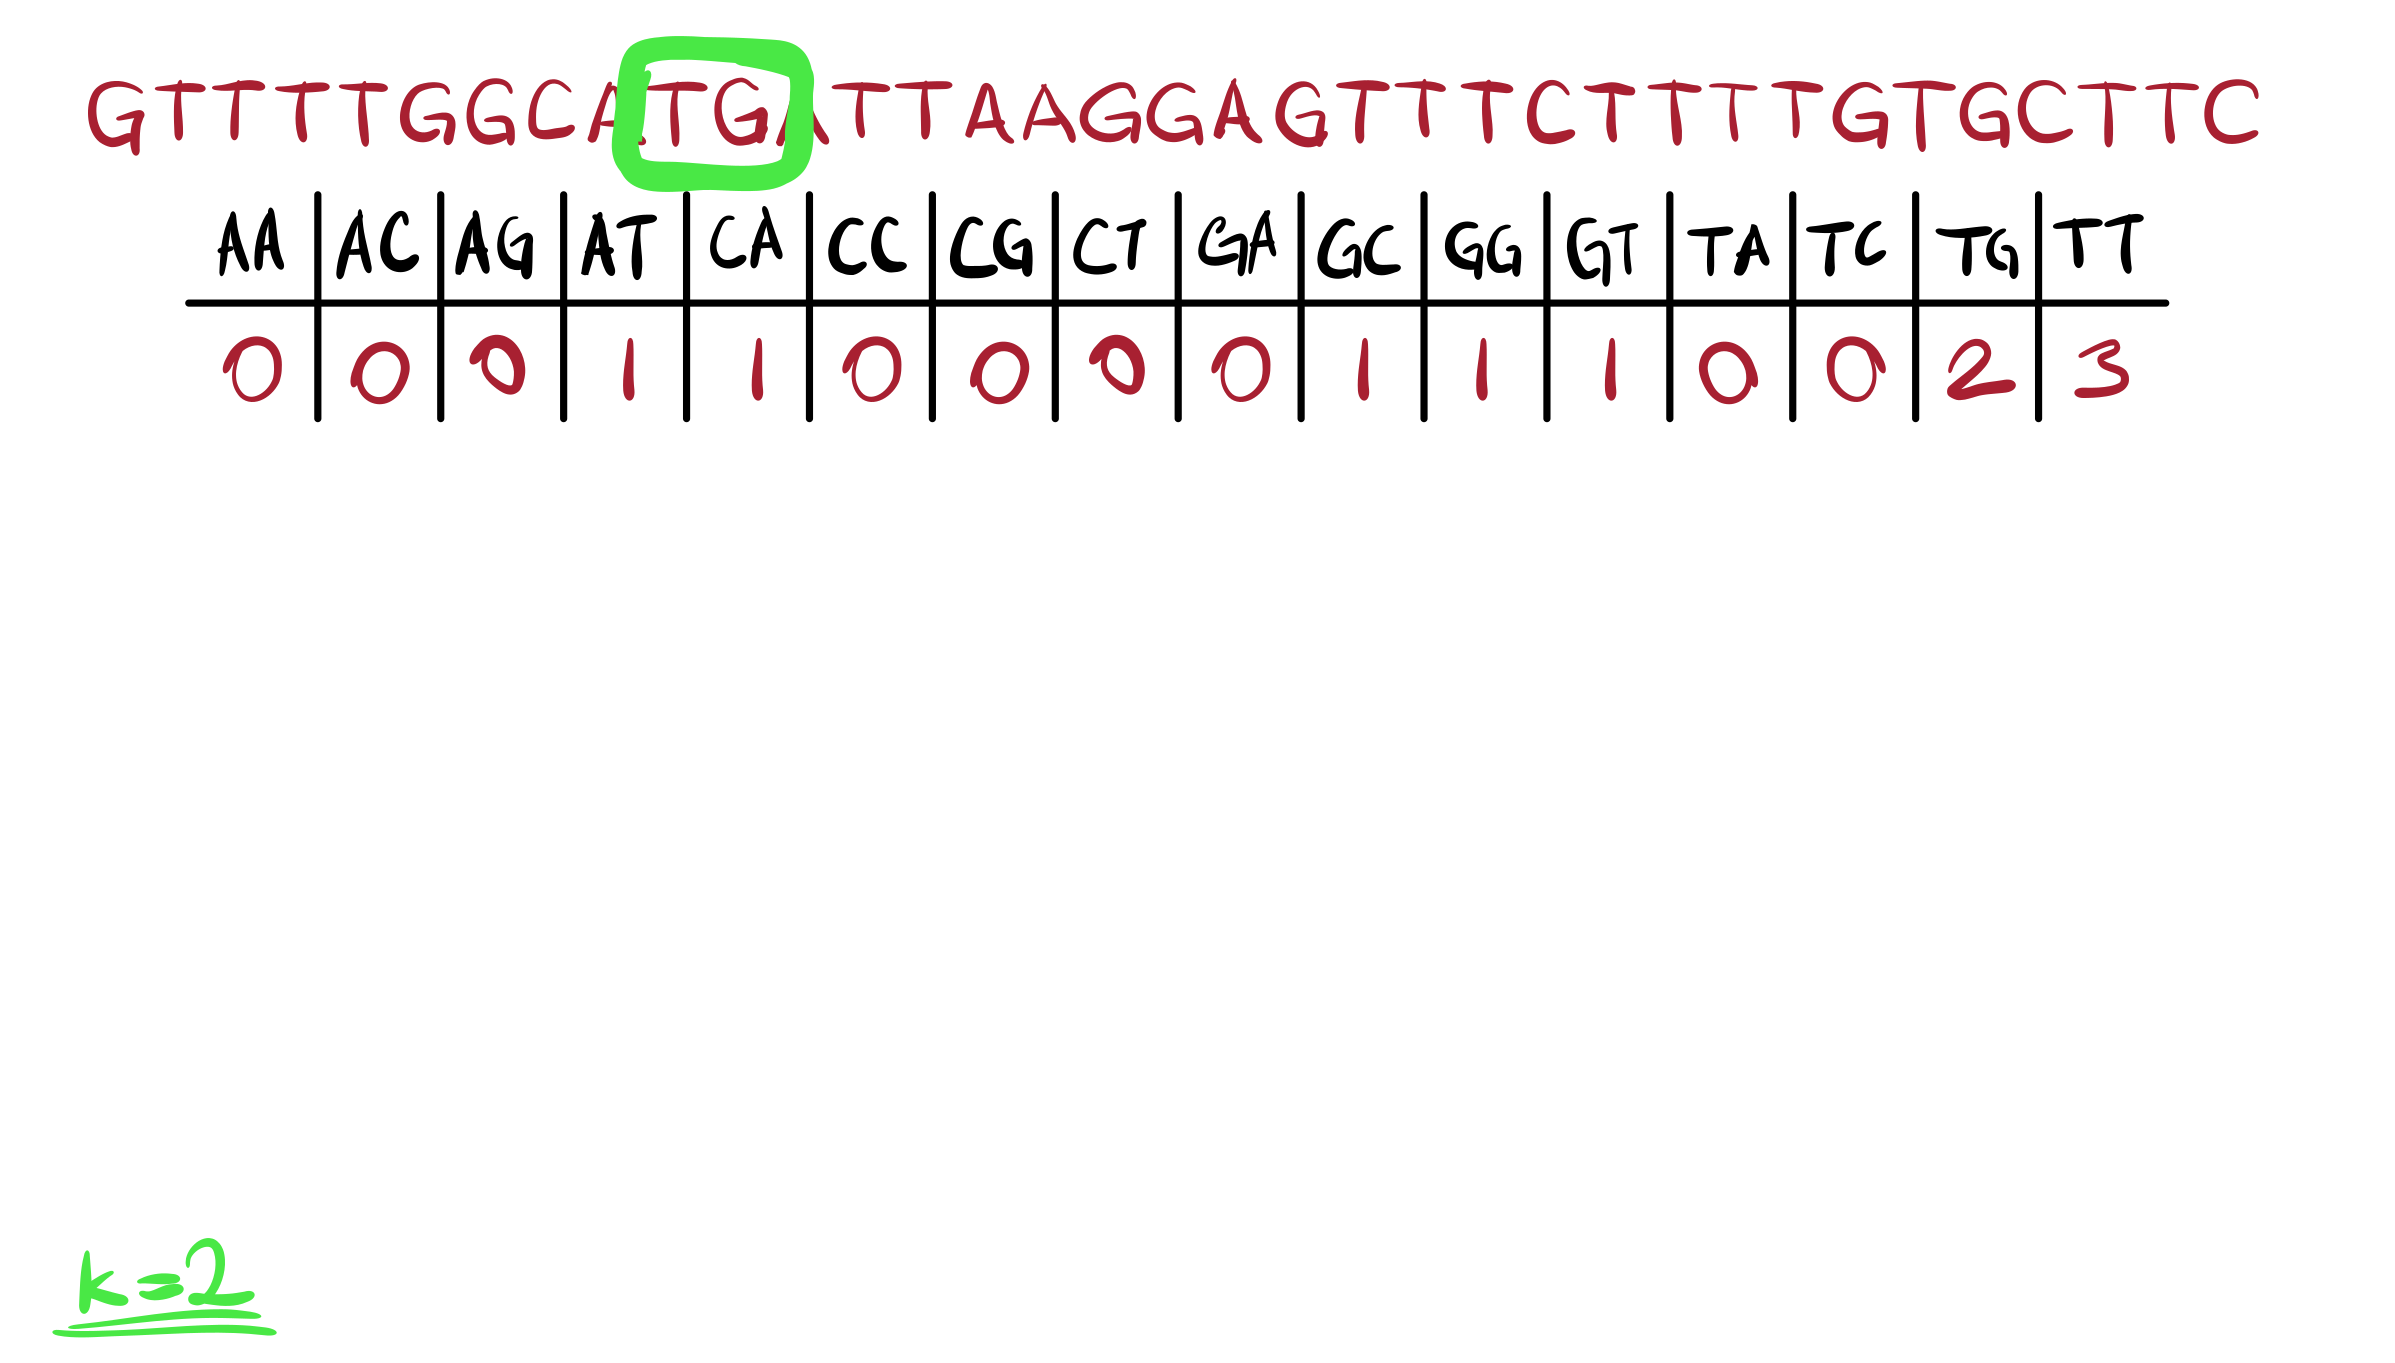 GTTTTGGCATGATTTAAGGAGTTTCTTTTGTGCTTC
AA AC AG AT CA CC CG CT GA GC GG GT TA TC TG TT
0 0 0 1 1 0 0 0 0 1 1 1 0 0 2 3
k=2